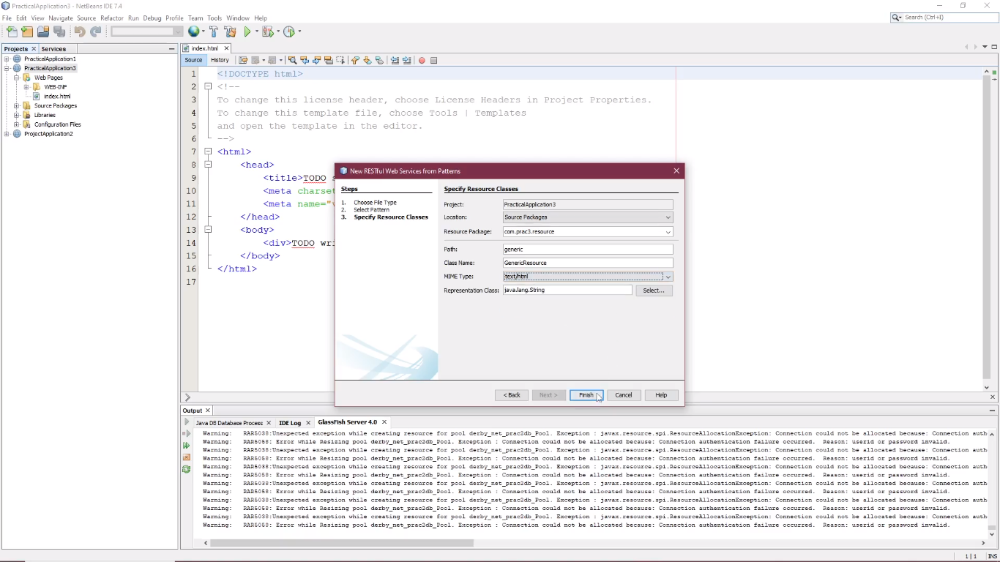 PracticalApplication3 - NetBeans IDE 7.4
File Edit View Navigate Source Refactor Run Debug Profile Team Tools Window Help
Search (Ctrl+I)
Projects Services
PracticalApplication1
PracticalApplication3
Web Pages
WEB-INF
index.html
Source Packages
Libraries
Configuration Files
ProjectApplication2
index.html
Source History
1 <!DOCTYPE html>
2 <!--
3 To change this license header, choose License Headers in Project Properties.
4 To change this template file, choose Tools | Templates
5 and open the template in the editor.
6 -->
7 <html>
8 <head>
9 <title>TODO
10 <meta charset
11 <meta name="
12 </head>
13 <body>
14 <div>TODO wri
15 </body>
16 </html>
17
New RESTful Web Services from Patterns
Steps
1. Choose File Type
2. Select Pattern
3. Specify Resource Classes
Specify Resource Classes
Project: PracticalApplication3
Location: Source Packages
Resource Package: com.prac3.resource
Path: generic
Class Name: GenericResource
MIME Type: text/html
Representation Class: java.lang.String Select...
< Back Next > Finish Cancel Help
Output
Java DB Database Process IDE Log GlassFish Server 4.0
Warning: RAR5038:Unexpected exception while creating resource for pool derby_net_prac2db_Pool. Exception : javax.resource.spi.ResourceAllocationException: Connection could not be allocated because: Connection auth
Warning: RAR5058: Error while Resizing pool derby_net_prac2db_Pool. Exception : Connection could not be allocated because: Connection authentication failure occurred. Reason: userid or password invalid.
Warning: RAR5038:Unexpected exception while creating resource for pool derby_net_prac2db_Pool. Exception : javax.resource.spi.ResourceAllocationException: Connection could not be allocated because: Connection auth
Warning: RAR5058: Error while Resizing pool derby_net_prac2db_Pool. Exception : Connection could not be allocated because: Connection authentication failure occurred. Reason: userid or password invalid.
Warning: RAR5038:Unexpected exception while creating resource for pool derby_net_prac2db_Pool. Exception : javax.resource.spi.ResourceAllocationException: Connection could not be allocated because: Connection auth
Warning: RAR5058: Error while Resizing pool derby_net_prac2db_Pool. Exception : Connection could not be allocated because: Connection authentication failure occurred. Reason: userid or password invalid.
Warning: RAR5038:Unexpected exception while creating resource for pool derby_net_prac2db_Pool. Exception : javax.resource.spi.ResourceAllocationException: Connection could not be allocated because: Connection auth
Warning: RAR5058: Error while Resizing pool derby_net_prac2db_Pool. Exception : Connection could not be allocated because: Connection authentication failure occurred. Reason: userid or password invalid.
Warning: RAR5038:Unexpected exception while creating resource for pool derby_net_prac2db_Pool. Exception : javax.resource.spi.ResourceAllocationException: Connection could not be allocated because: Connection auth
Warning: RAR5058: Error while Resizing pool derby_net_prac2db_Pool. Exception : Connection could not be allocated because: Connection authentication failure occurred. Reason: userid or password invalid.
Warning: RAR5038:Unexpected exception while creating resource for pool derby_net_prac2db_Pool. Exception : javax.resource.spi.ResourceAllocationException: Connection could not be allocated because: Connection auth
Warning: RAR5058: Error while Resizing pool derby_net_prac2db_Pool. Exception : Connection could not be allocated because: Connection authentication failure occurred. Reason: userid or password invalid.
1 | 1 INS